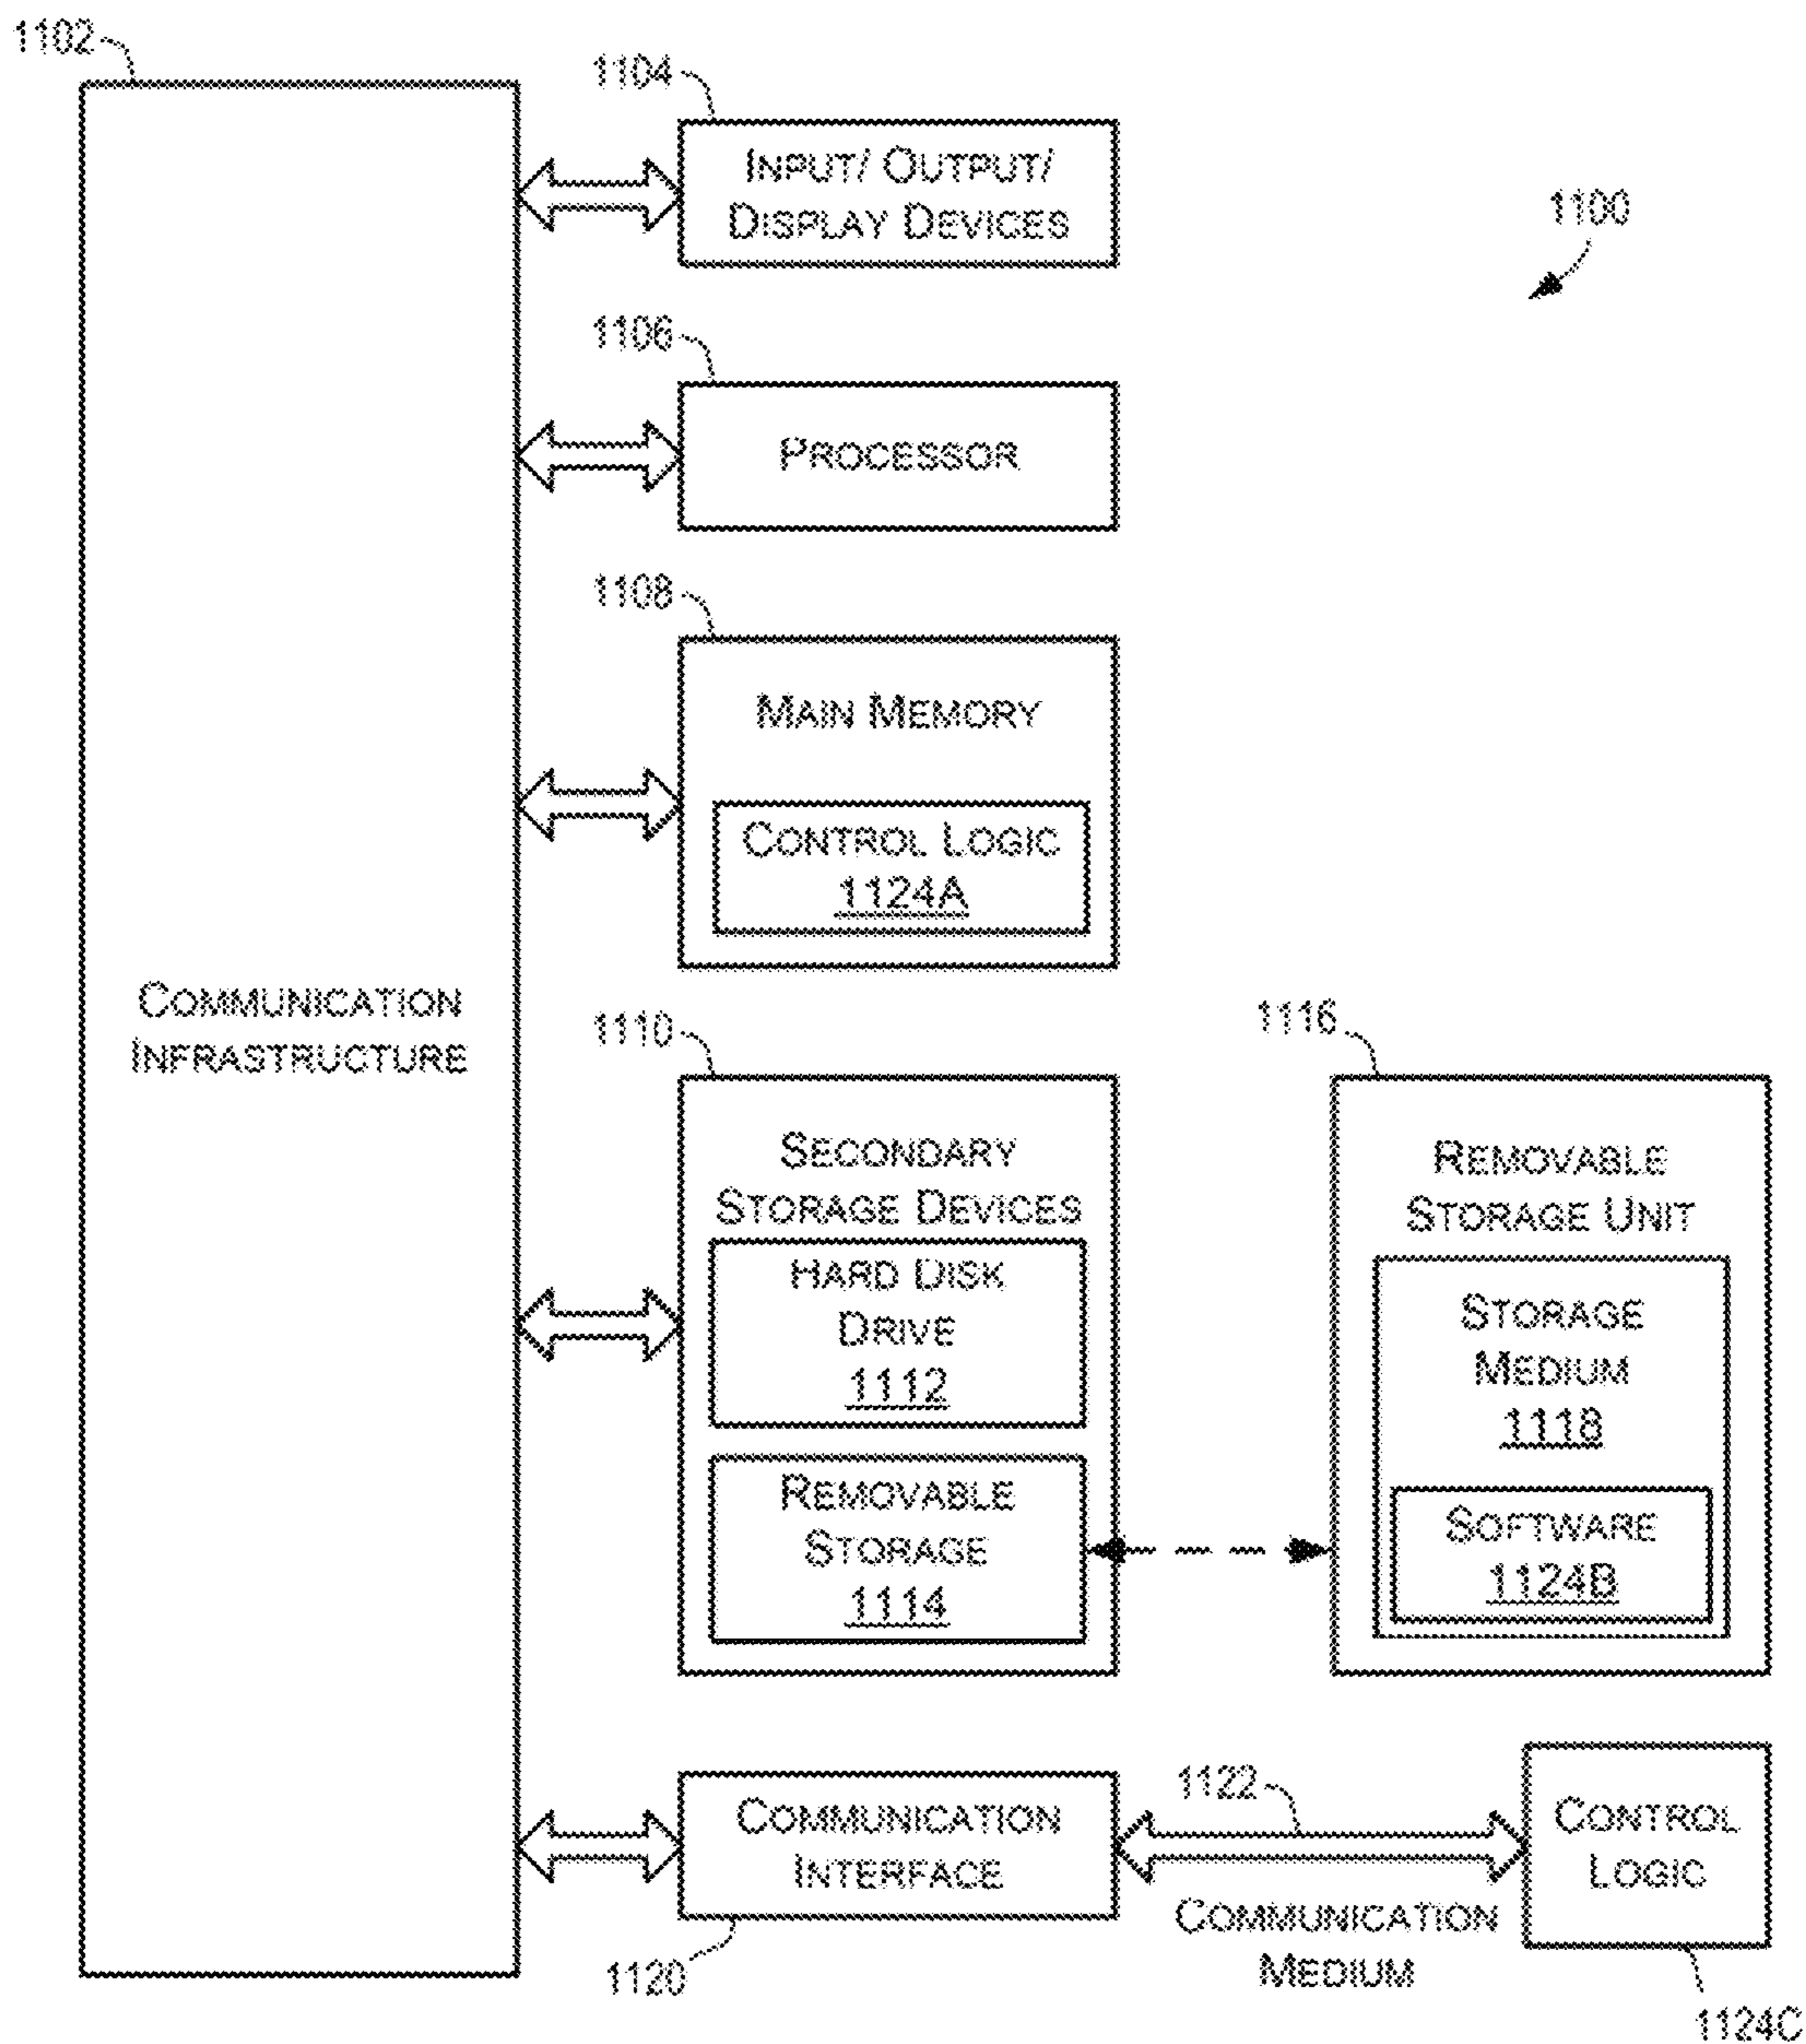 1102
1104
INPUT/ OUTPUT/
DISPLAY DEVICES
1100
1106
PROCESSOR
1108
MAIN MEMORY
CONTROL LOGIC
1124A
COMMUNICATION
INFRASTRUCTURE
1110
SECONDARY
STORAGE DEVICES
HARD DISK
DRIVE
1112
REMOVABLE
STORAGE
1114
1116
REMOVABLE
STORAGE UNIT
STORAGE
MEDIUM
1118
SOFTWARE
1124B
COMMUNICATION
INTERFACE
1120
1122
COMMUNICATION
MEDIUM
CONTROL
LOGIC
1124C